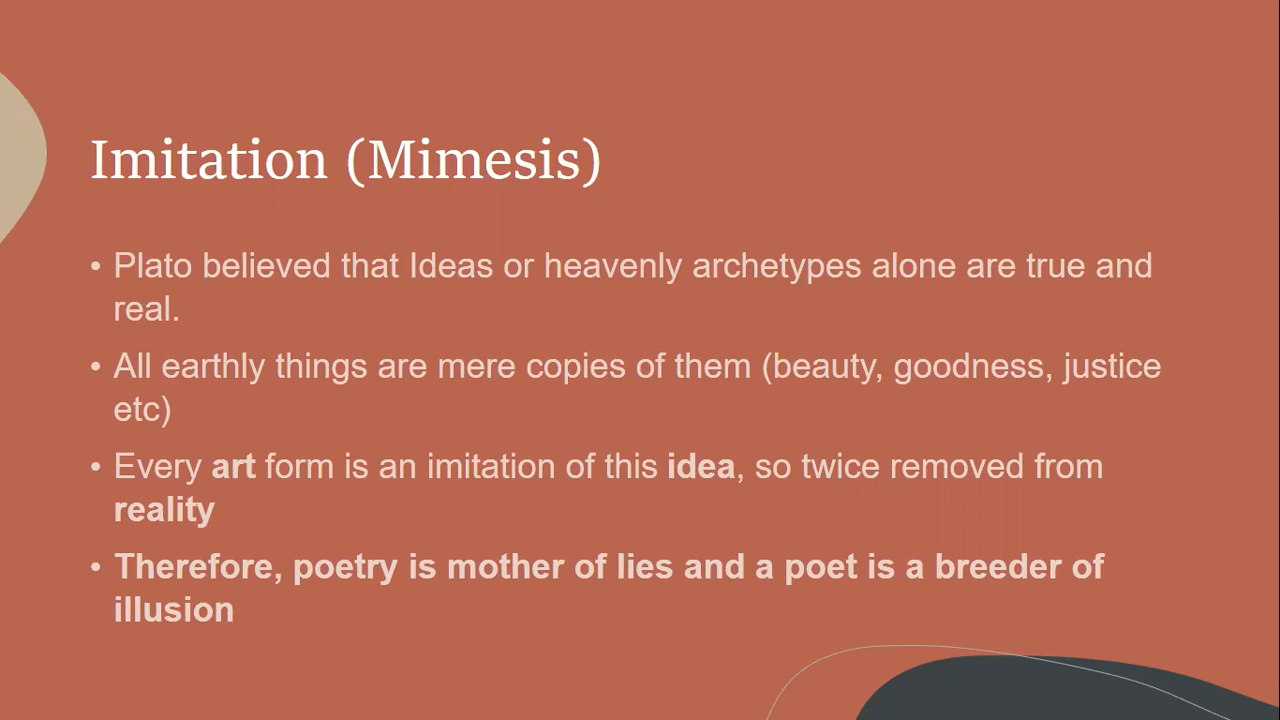 Imitation (Mimesis)
• Plato believed that Ideas or heavenly archetypes alone are true and
real.
• All earthly things are mere copies of them (beauty, goodness, justice
etc)
• Every art form is an imitation of this idea, so twice removed from
reality
• Therefore, poetry is mother of lies and a poet is a breeder of
illusion